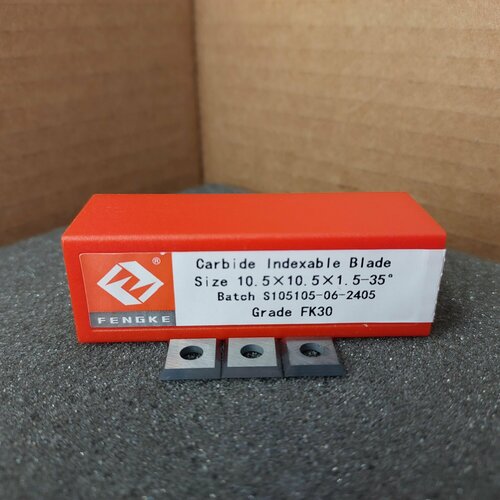 ®
FENGKE
Carbide Indexable Blade
Size 10.5×10.5×1.5-35°
Batch S105105-06-2405
Grade FK30